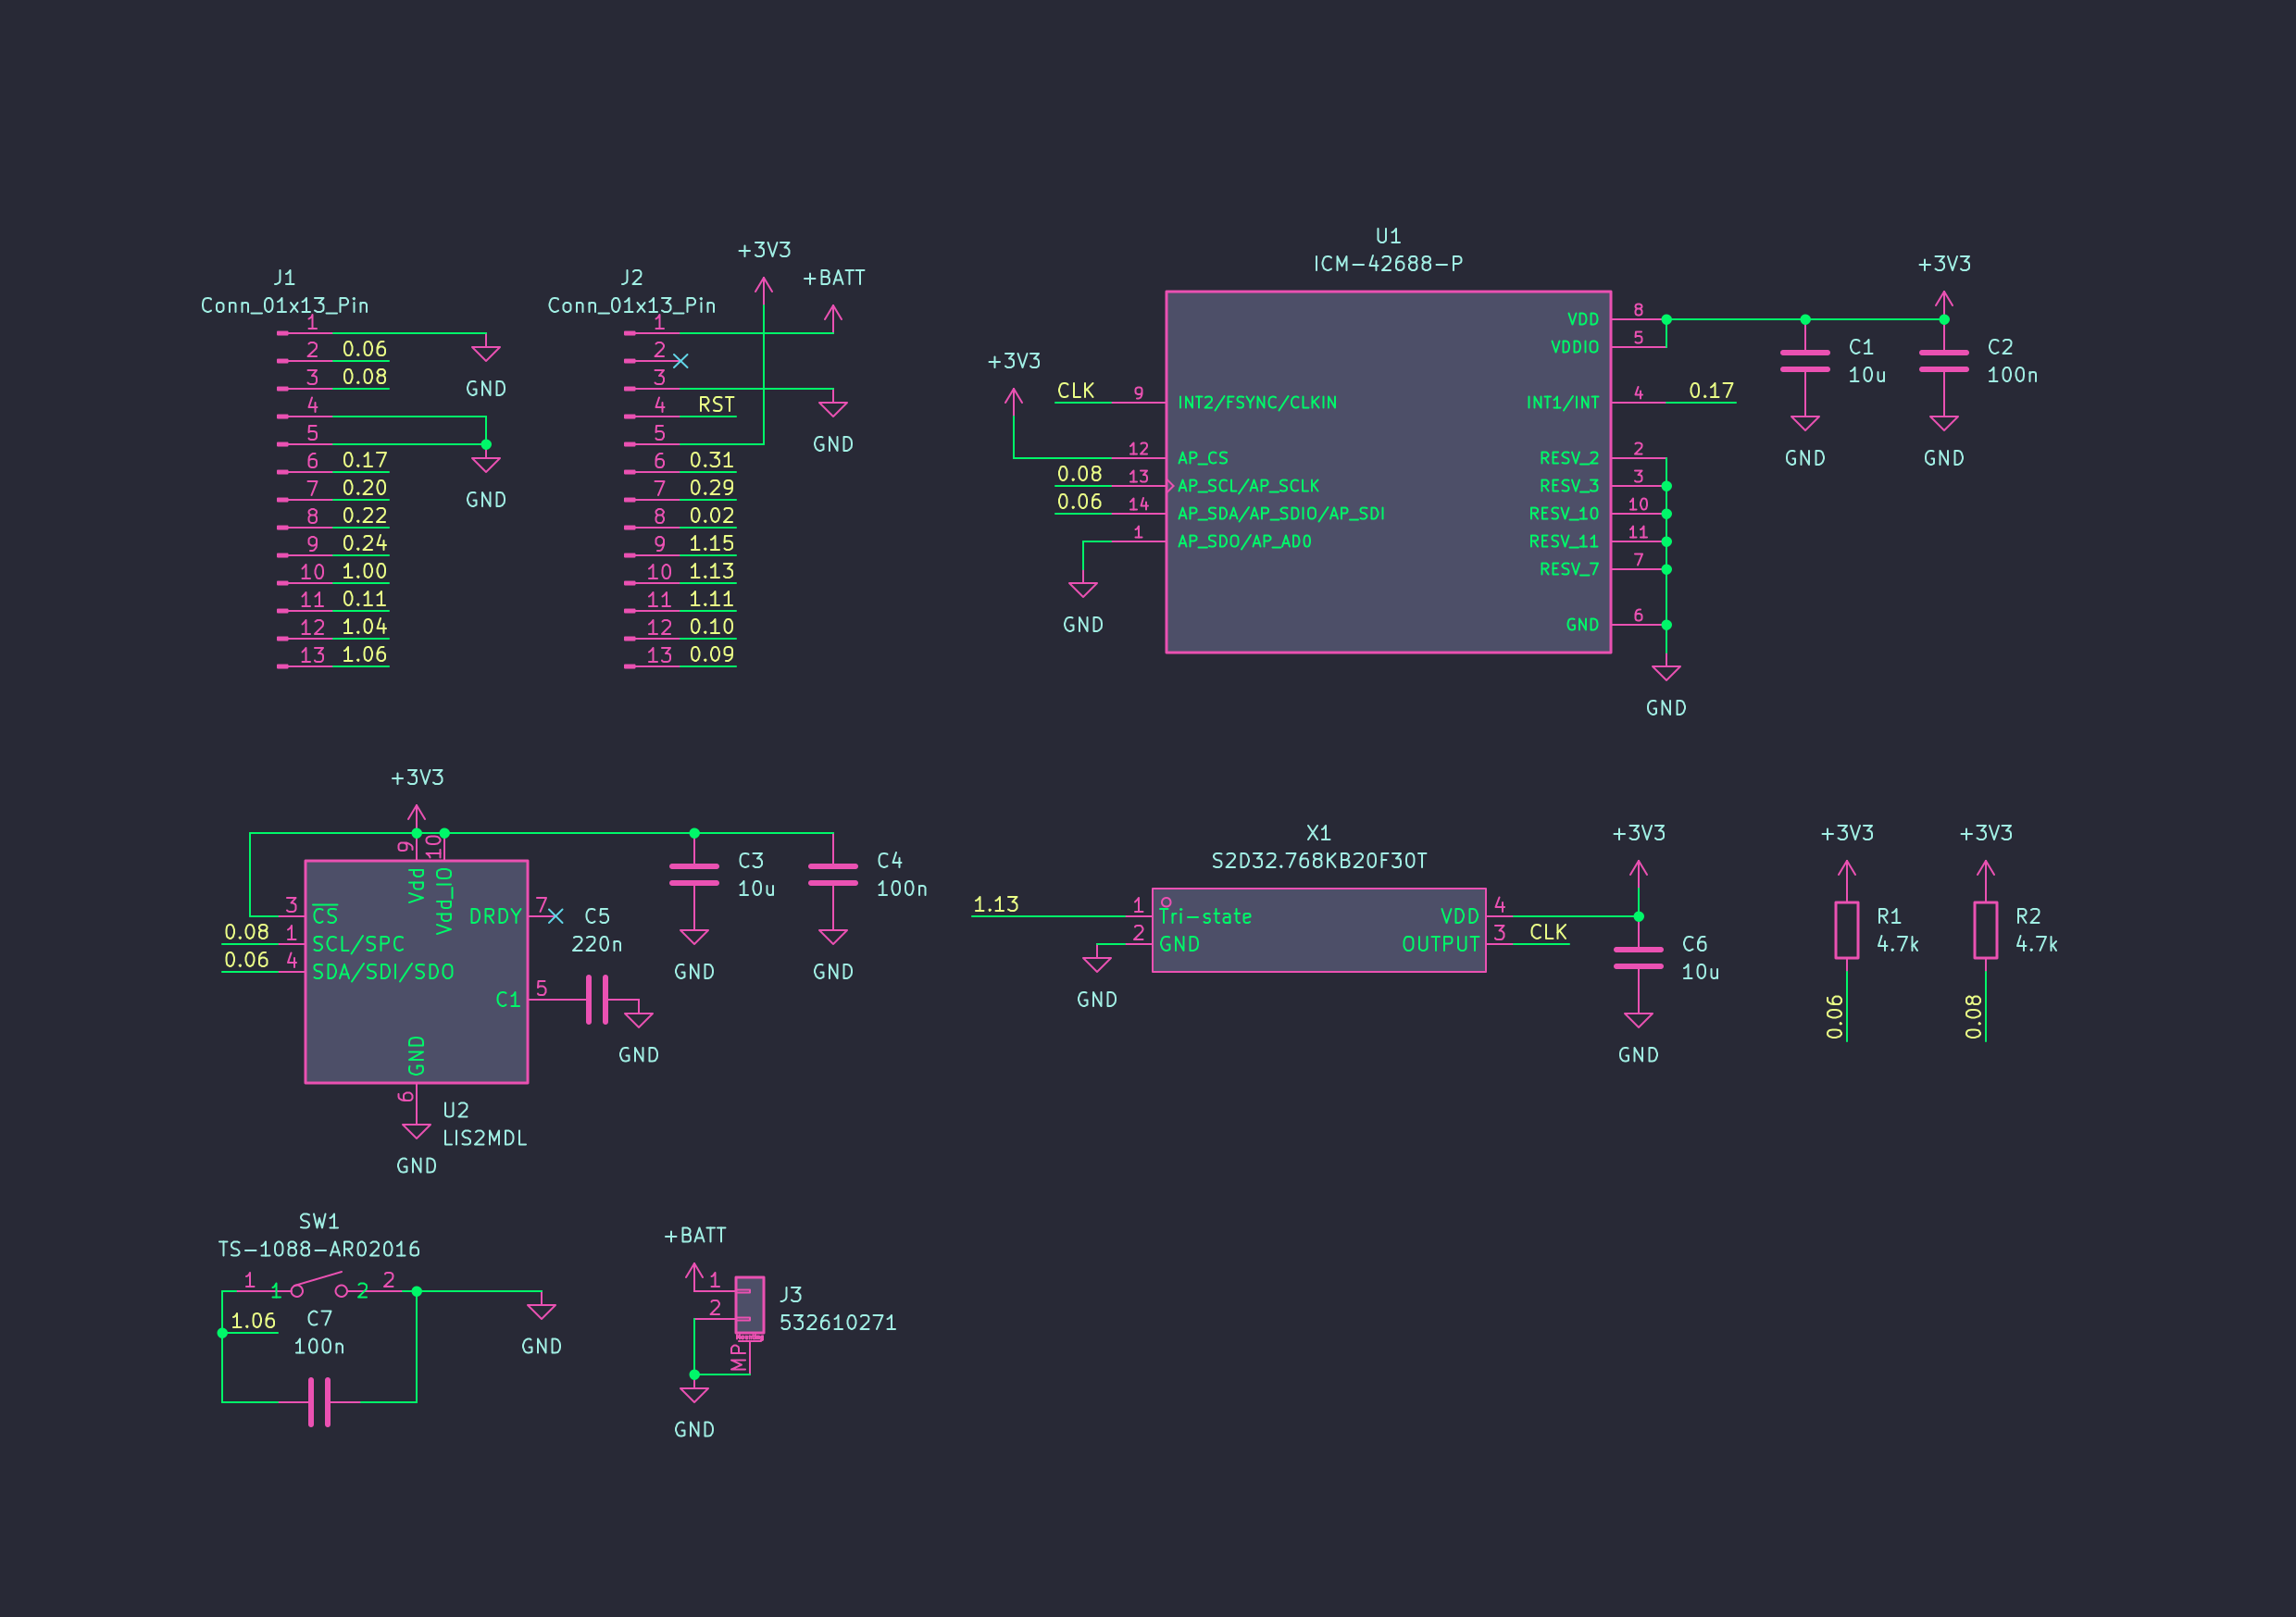 J1
Conn_01x13_Pin
1
2 0.06
3 0.08
GND
4
5
6 0.17
GND
7 0.20
8 0.22
9 0.24
10 1.00
11 0.11
12 1.04
13 1.06
+3V3
J2
+BATT
Conn_01x13_Pin
1
2
3
4 RST
5
GND
6 0.31
7 0.29
8 0.02
9 1.15
10 1.13
11 1.11
12 0.10
13 0.09
U1
ICM-42688-P
+3V3
CLK 9 INT2/FSYNC/CLKIN
12 AP_CS
0.08 13 AP_SCL/AP_SCLK
0.06 14 AP_SDA/AP_SDIO/AP_SDI
1 AP_SDO/AP_AD0
GND
VDD 8
VDDIO 5
INT1/INT 4 0.17
RESV_2 2
RESV_3 3
RESV_10 10
RESV_11 11
RESV_7 7
GND 6
GND
+3V3
C1
10u
GND
C2
100n
GND
+3V3
9 10
Vdd
Vdd_IO
3 CS
0.08 1 SCL/SPC
0.06 4 SDA/SDI/SDO
DRDY 7
C1 5
GND
6
U2
LIS2MDL
GND
C5
220n
GND
C3
10u
GND
C4
100n
GND
X1
S2D32.768KB20F30T
1.13 1 Tri-state
2 GND
GND
VDD 4
OUTPUT 3 CLK
+3V3
C6
10u
GND
+3V3
R1
4.7k
0.06
+3V3
R2
4.7k
0.08
SW1
TS-1088-AR02016
1 1 2 2
1.06
C7
100n
GND
+BATT
1
2
J3
532610271
MP
GND